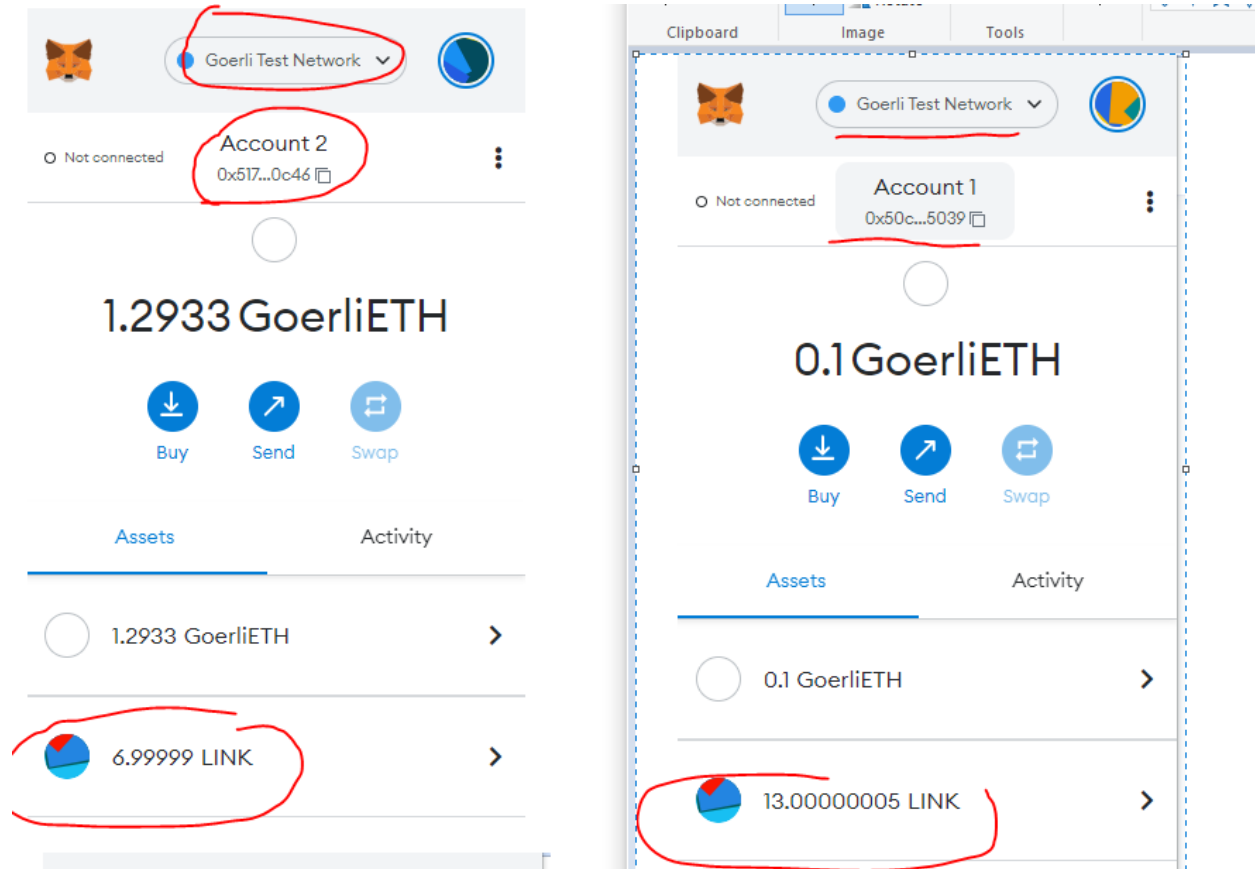 Goerli Test Network
Not connected
Account 2
0x517...0c46
1.2933 GoerliETH
Buy
Send
Swap
Assets
Activity
1.2933 GoerliETH
6.99999 LINK
Clipboard
Image
Tools
Goerli Test Network
Not connected
Account 1
0x50c...5039
0.1 GoerliETH
Buy
Send
Swap
Assets
Activity
0.1 GoerliETH
13.00000005 LINK